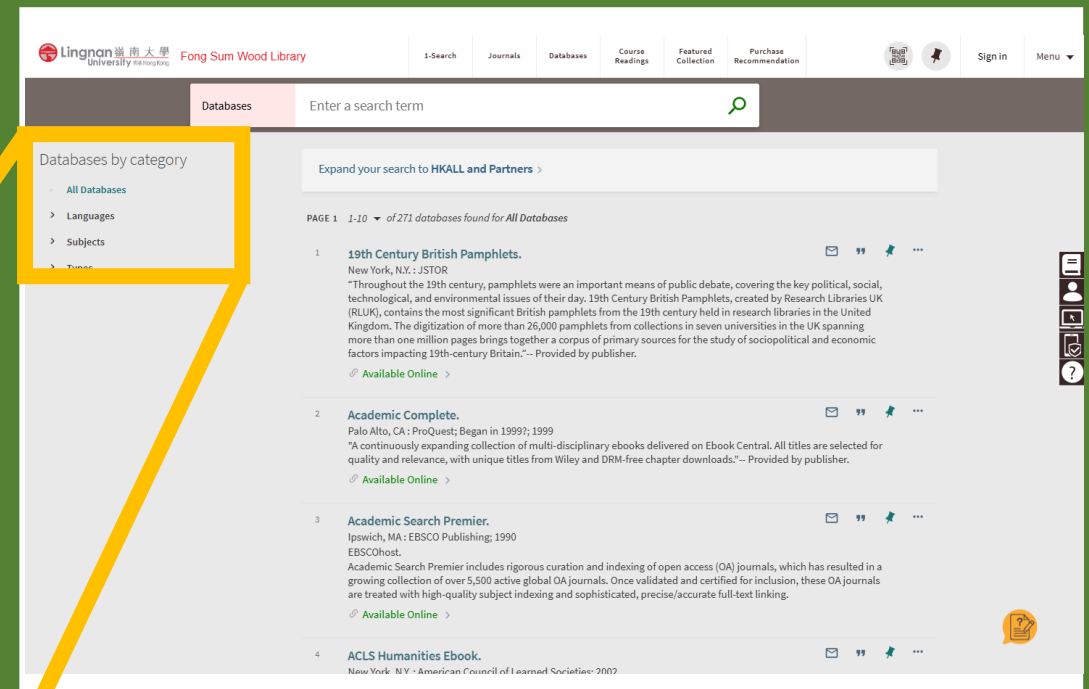 Lingnan 嶺南大學 Fong Sum Wood Library
University Hong Kong
1-Search
Journals
Databases
Course Readings
Featured Collection
Purchase Recommendation
Sign in
Menu
Databases
Enter a search term
Databases by category
All Databases
Languages
Subjects
Types
Expand your search to HKALL and Partners
PAGE 1 1-10 of 271 databases found for All Databases
1
19th Century British Pamphlets.
New York, N.Y. : JSTOR
"Throughout the 19th century, pamphlets were an important means of public debate, covering the key political, social,
technological, and environmental issues of their day. 19th Century British Pamphlets, created by Research Libraries UK
(RLUK), contains the most significant British pamphlets from the 19th century held in research libraries in the United
Kingdom. The digitization of more than 26,000 pamphlets from collections in seven universities in the UK spanning
more than one million pages brings together a corpus of primary sources for the study of sociopolitical and economic
factors impacting 19th-century Britain."-- Provided by publisher.
Available Online
2
Academic Complete.
Palo Alto, CA : ProQuest; Began in 1999?; 1999
"A continuously expanding collection of multi-disciplinary ebooks delivered on Ebook Central. All titles are selected for
quality and relevance, with unique titles from Wiley and DRM-free chapter downloads."-- Provided by publisher.
Available Online
3
Academic Search Premier.
Ipswich, MA : EBSCO Publishing; 1990
EBSCOhost.
Academic Search Premier includes rigorous curation and indexing of open access (OA) journals, which has resulted in a
growing collection of over 5,500 active global OA journals. Once validated and certified for inclusion, these OA journals
are treated with high-quality subject indexing and sophisticated, precise/accurate full-text linking.
Available Online
4
ACLS Humanities Ebook.
New York, N.Y. : American Council of Learned Societies; 2002